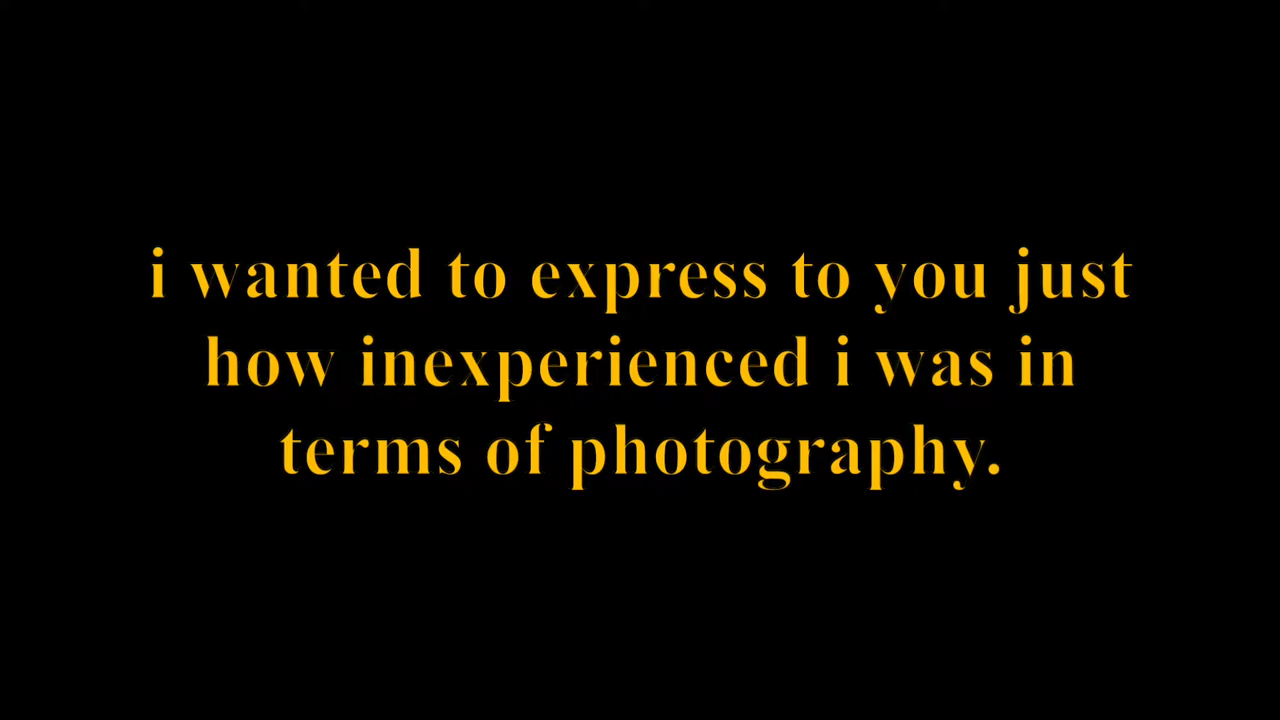 i wanted to express to you just
how inexperienced i was in
terms of photography.